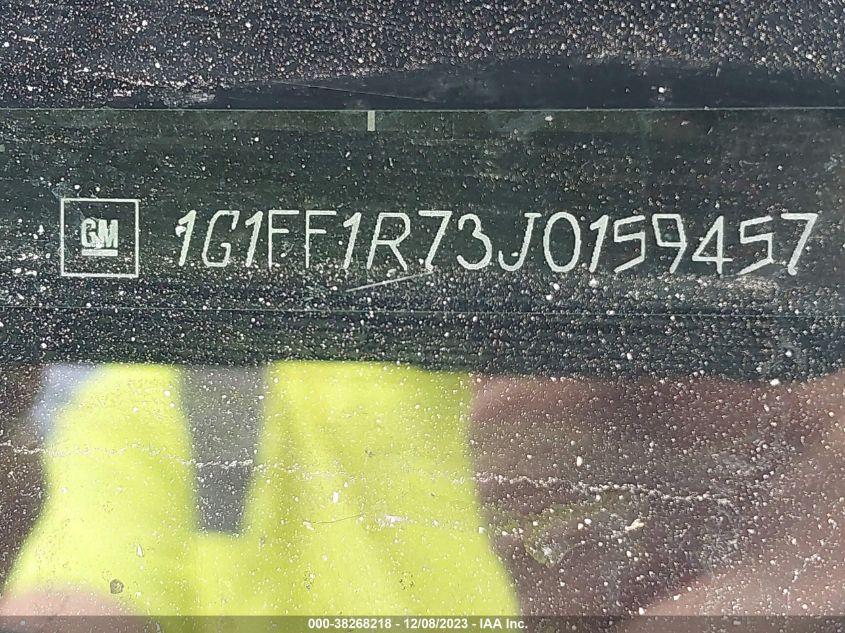 GM 1G1FF1R73J0159457
000-38268218 - 12/08/2023 - IAA Inc.